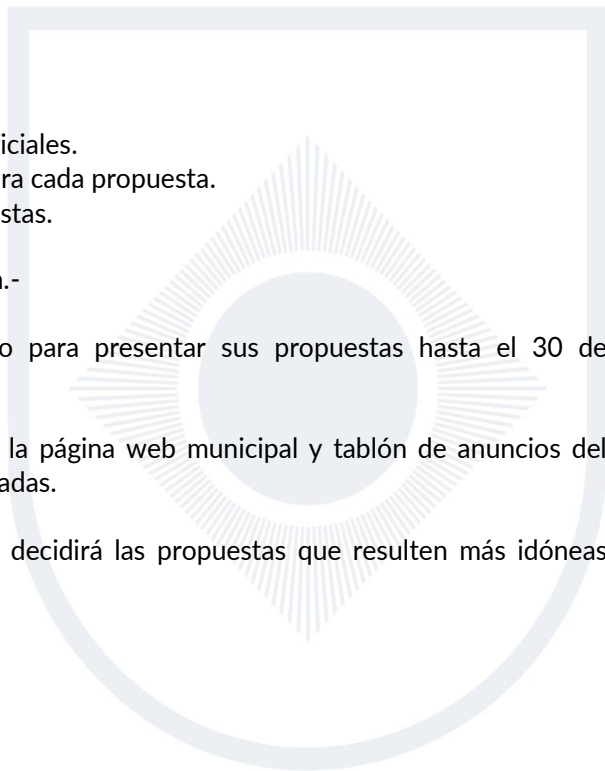 iciales.
ra cada propuesta.
stas.
.-
o para presentar sus propuestas hasta el 30 de
la página web municipal y tablón de anuncios del
adas.
decidirá las propuestas que resulten más idóneas